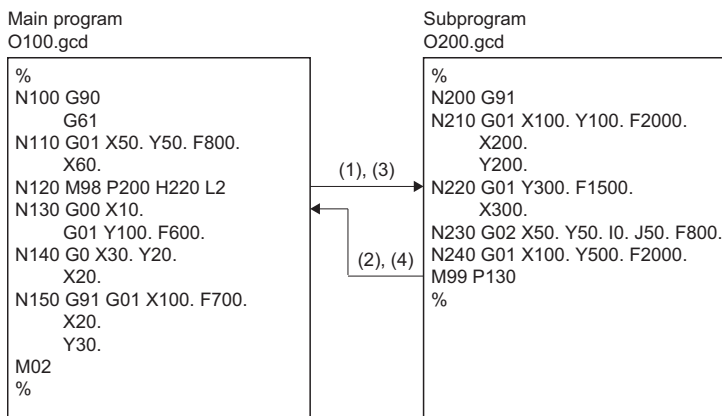 Main program
O100.gcd
%
N100 G90
G61
N110 G01 X50. Y50. F800.
X60.
N120 M98 P200 H220 L2
N130 G00 X10.
G01 Y100. F600.
N140 G0 X30. Y20.
X20.
N150 G91 G01 X100. F700.
X20.
Y30.
M02
%
(1), (3)
(2), (4)
Subprogram
O200.gcd
%
N200 G91
N210 G01 X100. Y100. F2000.
X200.
Y200.
N220 G01 Y300. F1500.
X300.
N230 G02 X50. Y50. I0. J50. F800.
N240 G01 X100. Y500. F2000.
M99 P130
%